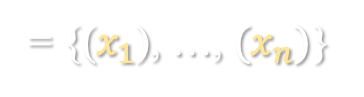 = {(x₁), ..., (xₙ)}